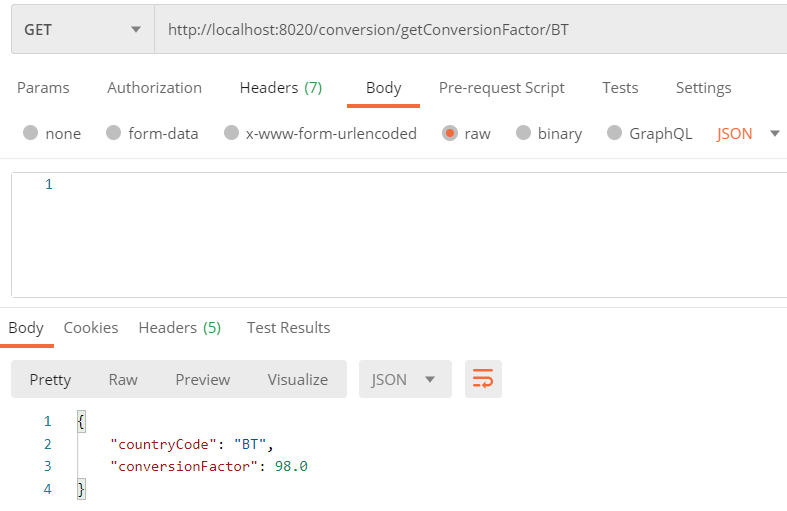 GET http://localhost:8020/conversion/getConversionFactor/BT
Params Authorization Headers (7) Body Pre-request Script Tests Settings
none form-data x-www-form-urlencoded raw binary GraphQL JSON
1
Body Cookies Headers (5) Test Results
Pretty Raw Preview Visualize JSON
1 {
2 "countryCode": "BT",
3 "conversionFactor": 98.0
4 }